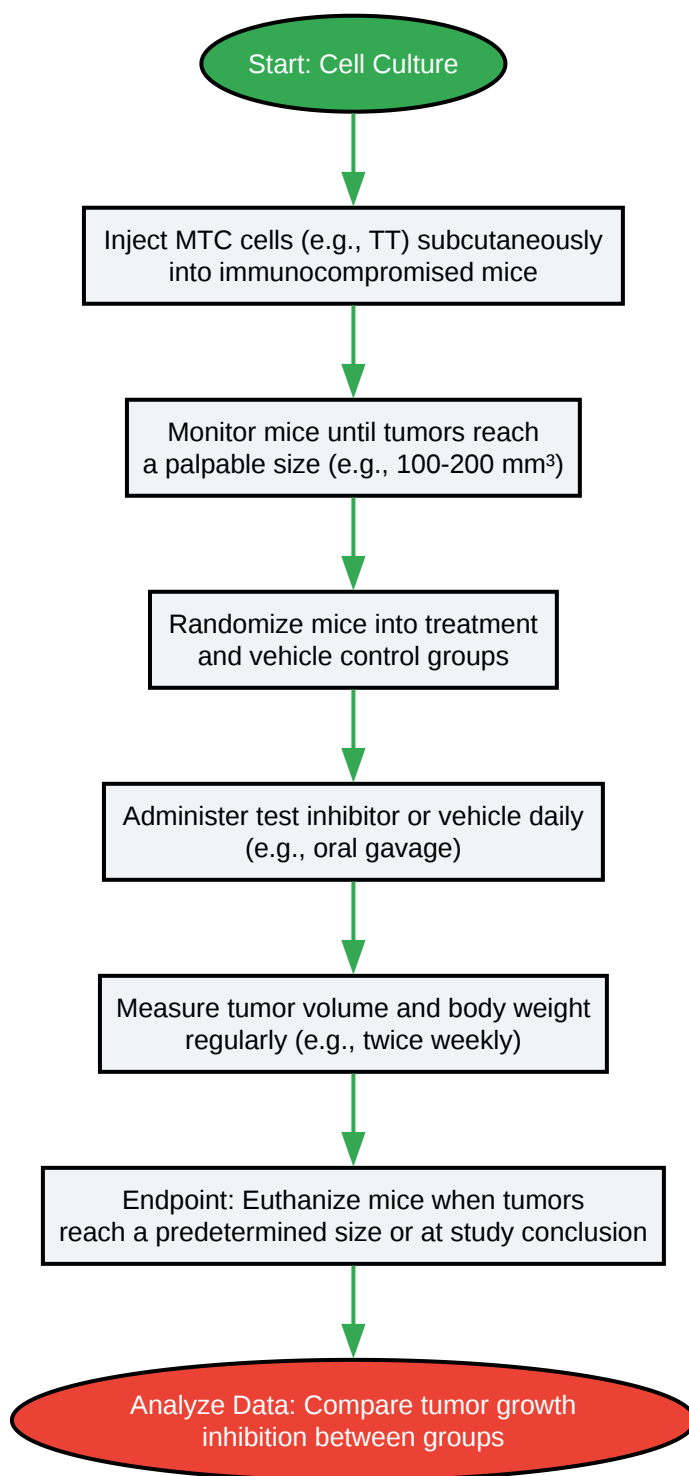 Start: Cell Culture
Inject MTC cells (e.g., TT) subcutaneously
into immunocompromised mice
Monitor mice until tumors reach
a palpable size (e.g., 100-200 mm³)
Randomize mice into treatment
and vehicle control groups
Administer test inhibitor or vehicle daily
(e.g., oral gavage)
Measure tumor volume and body weight
regularly (e.g., twice weekly)
Endpoint: Euthanize mice when tumors
reach a predetermined size or at study conclusion
Analyze Data: Compare tumor growth
inhibition between groups